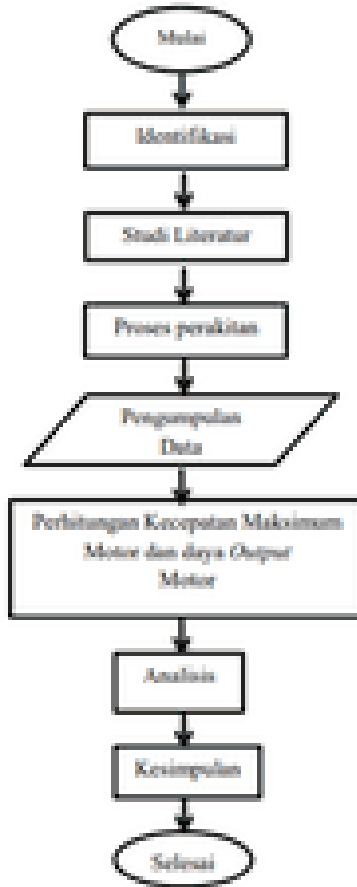 Mulai
Identifikasi
Studi Literatur
Proses perakitan
Pengumpulan
Data
Perhitungan Kecepatan Maksimum
Motor dan daya Output
Motor
Analisis
Kesimpulan
Selesai